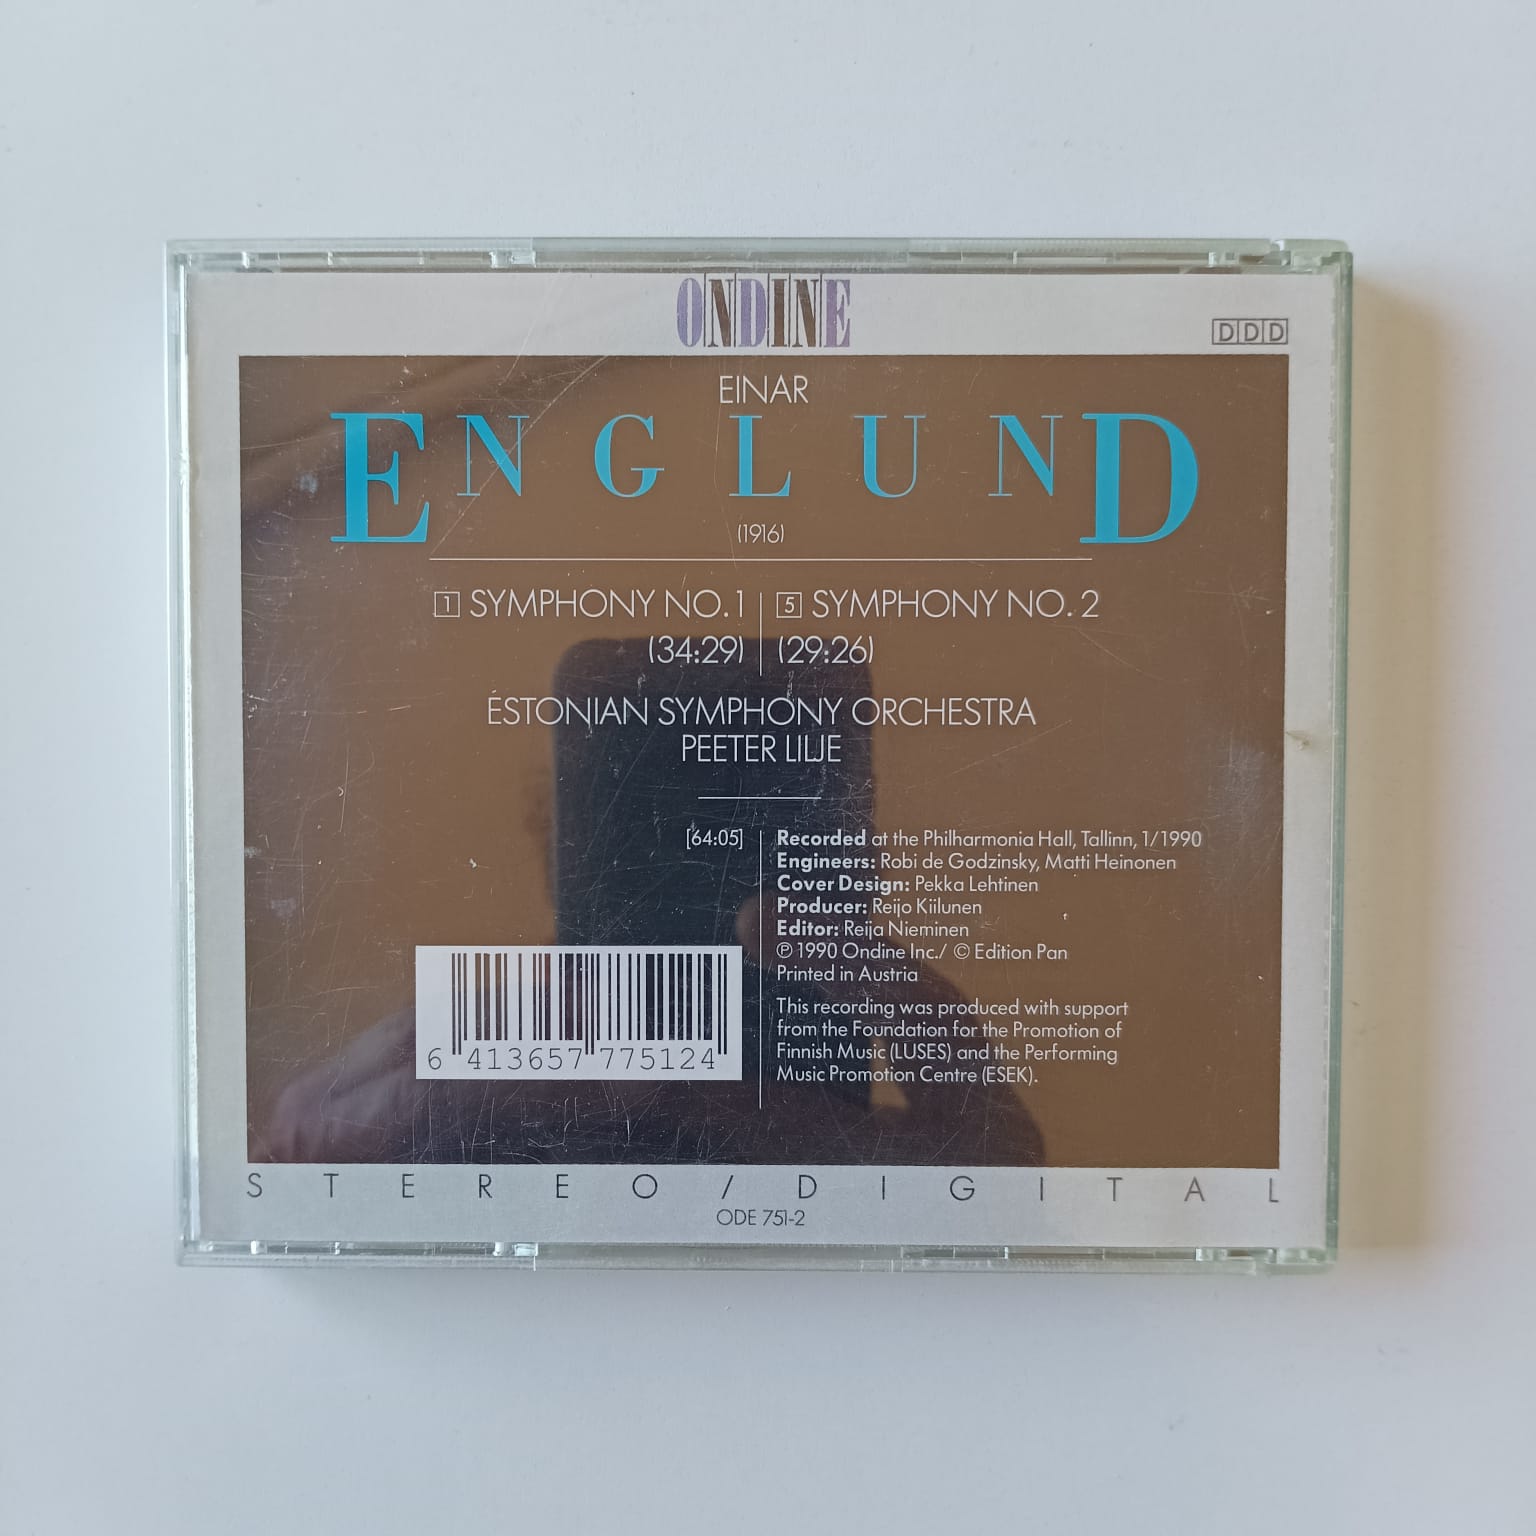 ONDINE
DDD
EINAR
ENGLUND
(1916)
1 SYMPHONY NO. 1
(34:29)
5 SYMPHONY NO. 2
(29:26)
ESTONIAN SYMPHONY ORCHESTRA
PEETER LILJE
[64:05]
Recorded at the Philharmonia Hall, Tallinn, 1/1990
Engineers: Robi de Godzinsky, Matti Heinonen
Cover Design: Pekka Lehtinen
Producer: Reijo Kiilunen
Editor: Reija Nieminen
℗ 1990 Ondine Inc./ © Edition Pan
Printed in Austria
This recording was produced with support
from the Foundation for the Promotion of
Finnish Music (LUSES) and the Performing
Music Promotion Centre (ESEK).
6 413657 775124
STEREO/DIGITAL
ODE 751-2